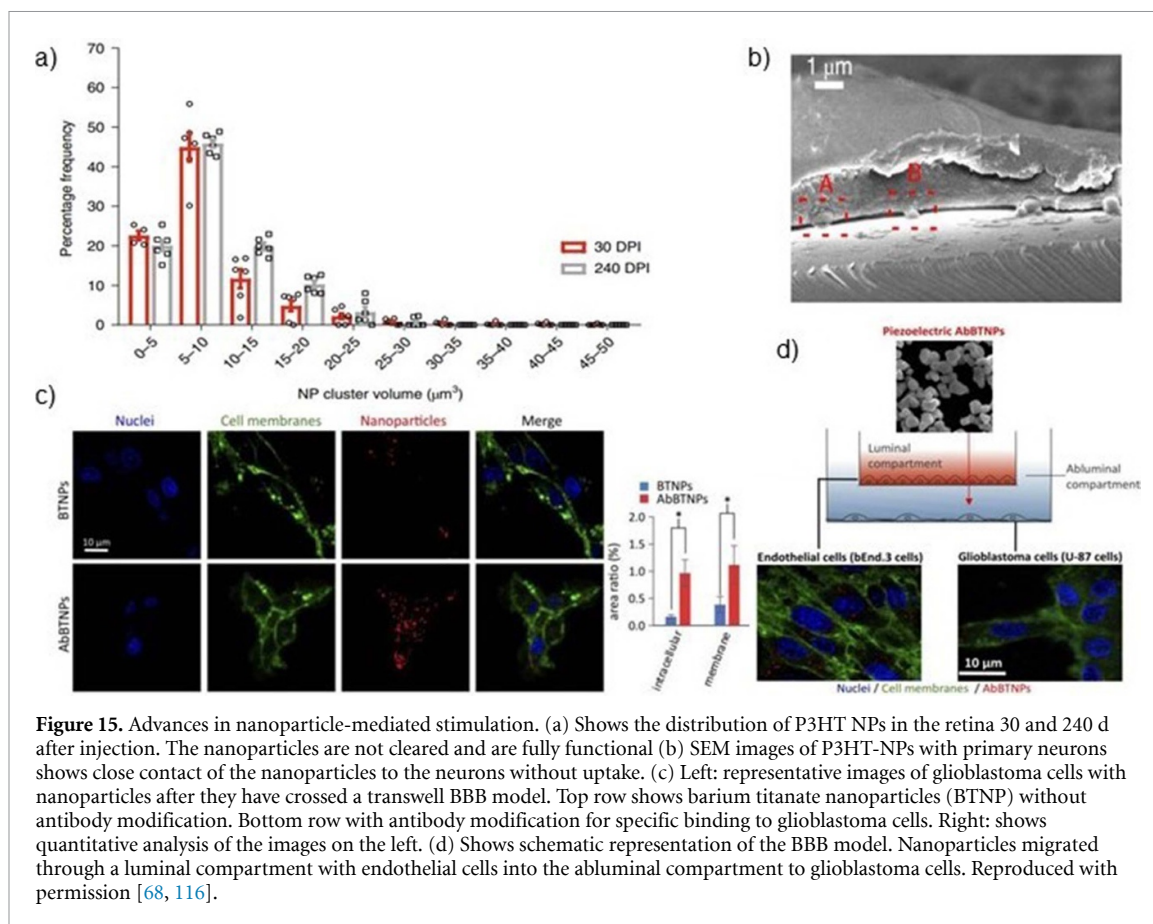 a)
70
60
50
40
30
20
10
0
Percentage frequency
30 DPI
240 DPI
0–5
5–10
10–15
15–20
20–25
25–30
30–35
35–40
40–45
45–50
NP cluster volume (μm³)
b)
1 μm
A
B
c)
Nuclei
Cell membranes
Nanoparticles
Merge
BTNPs
10 μm
AbBTNPs
BTNPs
AbBTNPs
*
*
2.0
1.5
1.0
0.5
0.0
area ratio (%)
intracellular
membrane
d)
Piezoelectric AbBTNPs
Luminal
compartment
Abluminal
compartment
Endothelial cells (bEnd.3 cells)
Glioblastoma cells (U-87 cells)
10 μm
Nuclei / Cell membranes / AbBTNPs
Figure 15. Advances in nanoparticle-mediated stimulation. (a) Shows the distribution of P3HT NPs in the retina 30 and 240 d
after injection. The nanoparticles are not cleared and are fully functional (b) SEM images of P3HT-NPs with primary neurons
shows close contact of the nanoparticles to the neurons without uptake. (c) Left: representative images of glioblastoma cells with
nanoparticles after they have crossed a transwell BBB model. Top row shows barium titanate nanoparticles (BTNP) without
antibody modification. Bottom row with antibody modification for specific binding to glioblastoma cells. Right: shows
quantitative analysis of the images on the left. (d) Shows schematic representation of the BBB model. Nanoparticles migrated
through a luminal compartment with endothelial cells into the abluminal compartment to glioblastoma cells. Reproduced with
permission [68, 116].